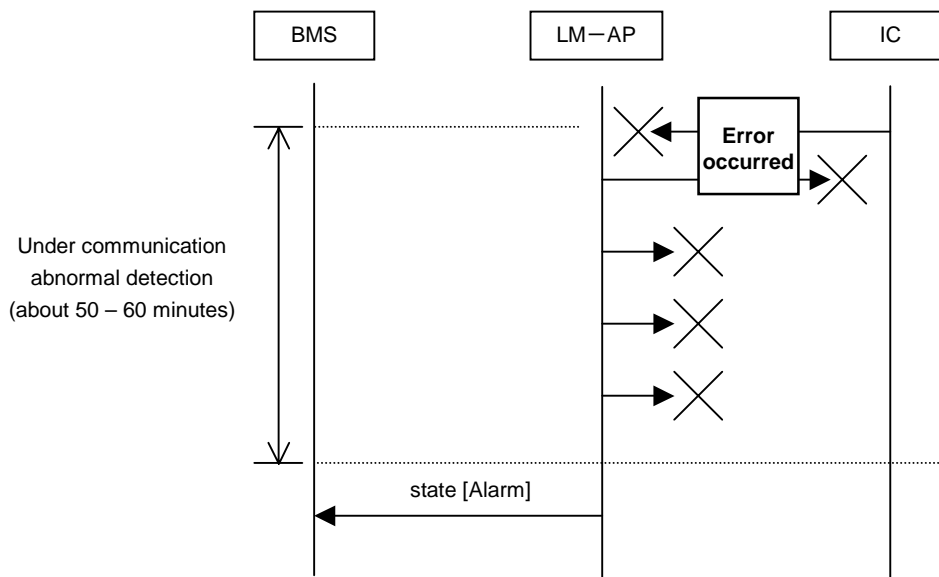 BMS
LM－AP
IC
Error
occurred
Under communication
abnormal detection
(about 50 – 60 minutes)
state [Alarm]